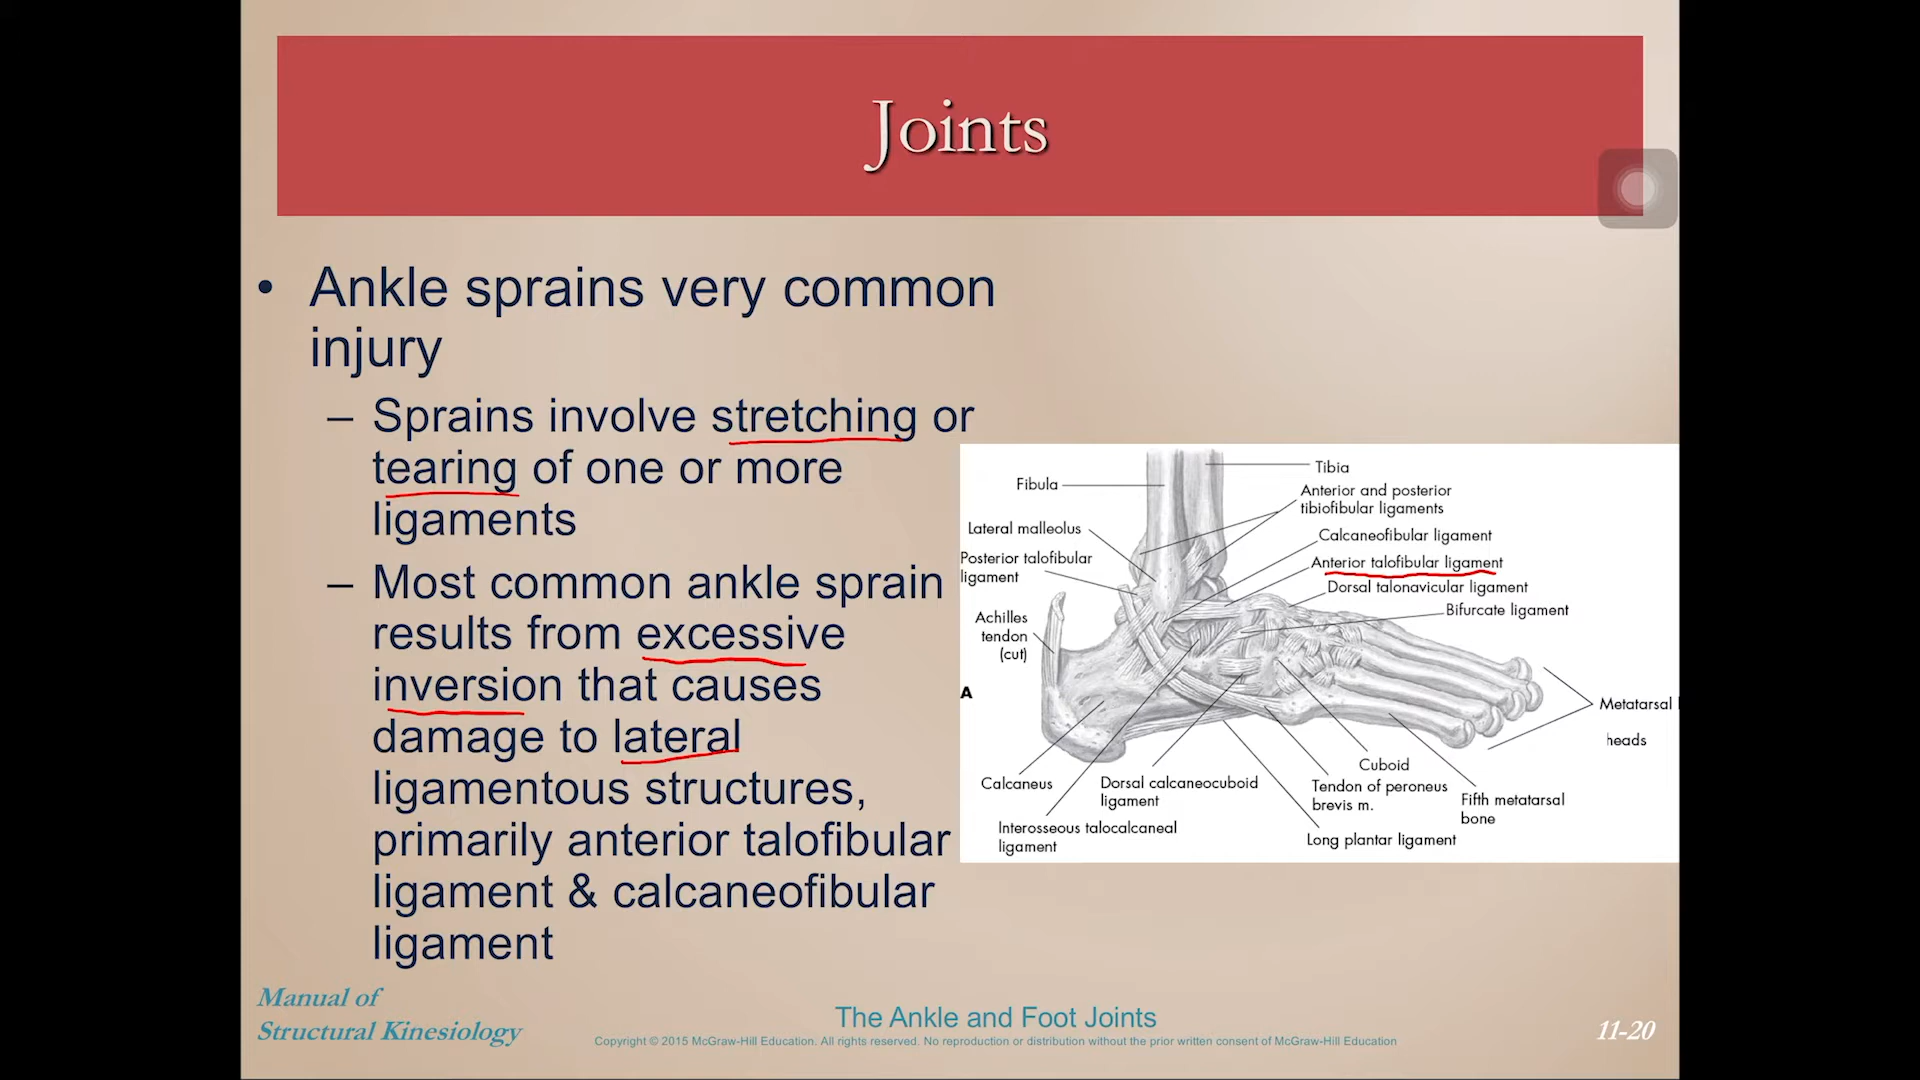 Joints
• Ankle sprains very common
injury
– Sprains involve stretching or
tearing of one or more
ligaments
– Most common ankle sprain
results from excessive
inversion that causes
damage to lateral
ligamentous structures,
primarily anterior talofibular
ligament & calcaneofibular
ligament
Fibula
Lateral malleolus
Posterior talofibular
ligament
Achilles
tendon
(cut)
A
Tibia
Anterior and posterior
tibiofibular ligaments
Calcaneofibular ligament
Anterior talofibular ligament
Dorsal talonavicular ligament
Bifurcate ligament
Metatarsal
heads
Calcaneus
Interosseous talocalcaneal
ligament
Dorsal calcaneocuboid
ligament
Cuboid
Tendon of peroneus
brevis m.
Long plantar ligament
Fifth metatarsal
bone
Manual of
Structural Kinesiology
The Ankle and Foot Joints
Copyright © 2015 McGraw-Hill Education. All rights reserved. No reproduction or distribution without the prior written consent of McGraw-Hill Education
11-20